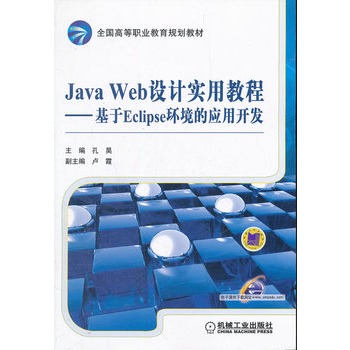 全国高等职业教育规划教材
Java Web设计实用教程
——基于Eclipse环境的应用开发
主 编 孔 昊
副主编 卢 霞
机械工业出版社
CHINA MACHINE PRESS